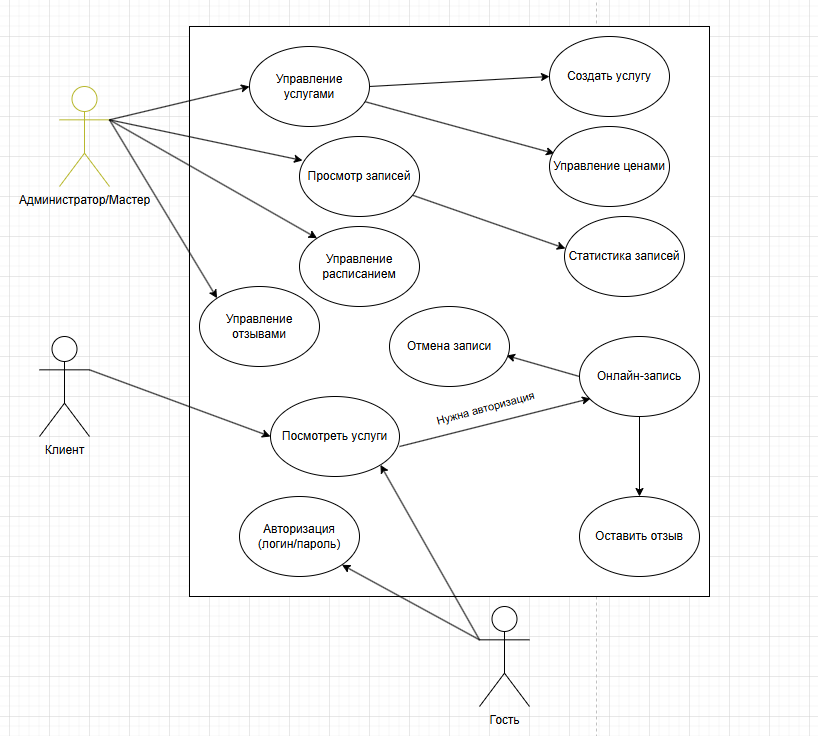 Управление
услугами
Создать услугу
Управление ценами
Просмотр записей
Администратор/Мастер
Статистика записей
Управление
расписанием
Управление
отзывами
Отмена записи
Онлайн-запись
Нужна авторизация
Посмотреть услуги
Клиент
Авторизация
(логин/пароль)
Оставить отзыв
Гость